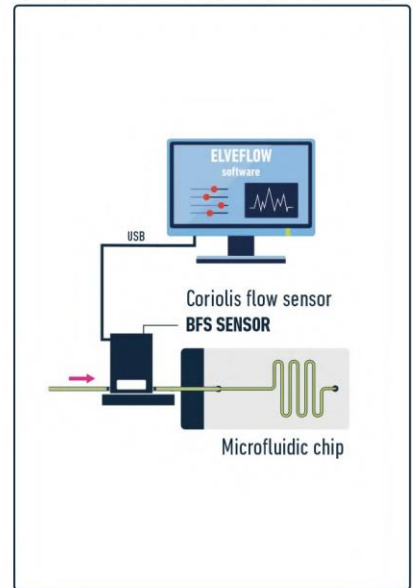 ELVEFLOW
software
USB
Coriolis flow sensor
BFS SENSOR
Microfluidic chip